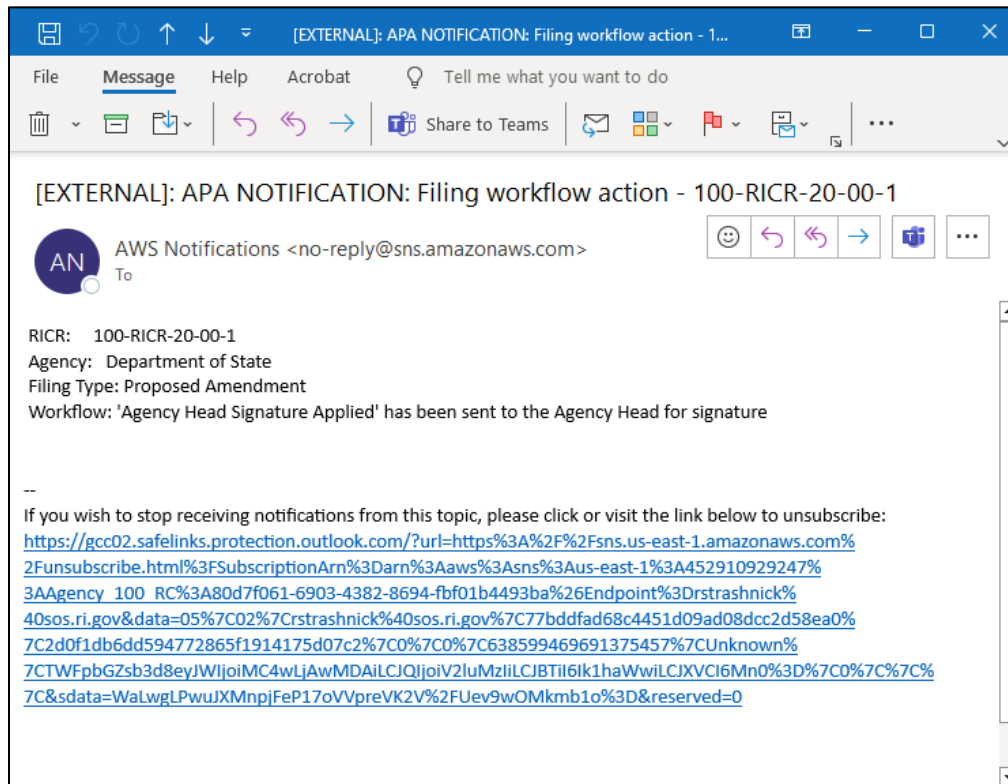 [EXTERNAL]: APA NOTIFICATION: Filing workflow action - 1...
File Message Help Acrobat Tell me what you want to do
Share to Teams
[EXTERNAL]: APA NOTIFICATION: Filing workflow action - 100-RICR-20-00-1
AN
AWS Notifications <no-reply@sns.amazonaws.com>
To
RICR: 100-RICR-20-00-1
Agency: Department of State
Filing Type: Proposed Amendment
Workflow: 'Agency Head Signature Applied' has been sent to the Agency Head for signature
--
If you wish to stop receiving notifications from this topic, please click or visit the link below to unsubscribe:
https://gcc02.safelinks.protection.outlook.com/?url=https%3A%2F%2Fsns.us-east-1.amazonaws.com%
2Funsubscribe.html%3FSubscriptionArn%3Darn%3Aaws%3Asns%3Aus-east-1%3A452910929247%
3AAgency_100_RC%3A80d7f061-6903-4382-8694-fbf01b4493ba%26Endpoint%3Drstrashnick%
40sos.ri.gov&data=05%7C02%7Crstrashnick%40sos.ri.gov%7C77bddfad68c4451d09ad08dcc2d58ea0%
7C2d0f1db6dd594772865f1914175d07c2%7C0%7C0%7C638599469691375457%7CUnknown%
7CTWFpbGZsb3d8eyJWIjoiMC4wLjAwMDAiLCJQIjoiV2luMzIiLCJBTiI6Ik1haWwiLCJXVCI6Mn0%3D%7C0%7C%7C%
7C&sdata=WaLwgLPwuJXMnpjFeP17oVVpreVK2V%2FUev9wOMkmb1o%3D&reserved=0